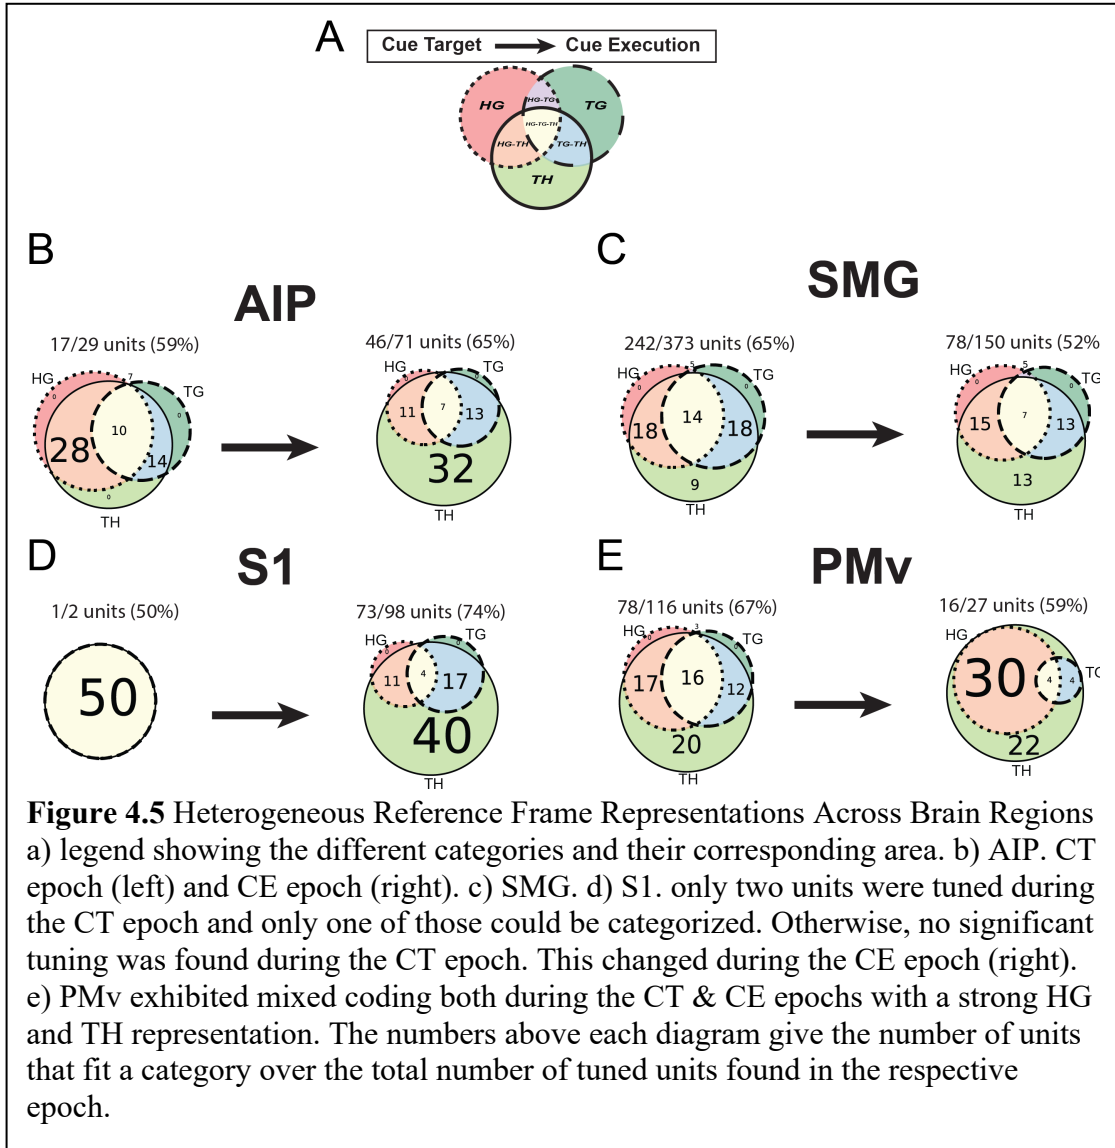 A
Cue Target Cue Execution
HG HG-TG TG
HG-TG-TH
HG-TH TG-TH
TH
B
AIP
17/29 units (59%)
HG 7 TG
0 0
28 10 14
0
TH
46/71 units (65%)
HG TG
0 0
11 7 13
32
TH
C
SMG
242/373 units (65%)
HG 5 TG
0 0
18 14 18
9
TH
78/150 units (52%
HG 5 TG
0 0
15 7 13
13
TH
D
S1
1/2 units (50%)
50
73/98 units (74%)
HG TG
0 0
11 4 17
40
TH
E
PMv
78/116 units (67%)
HG 3 TG
0 0
17 16 12
20
TH
16/27 units (59%)
HG
30 4 4 TG
22
TH
Figure 4.5 Heterogeneous Reference Frame Representations Across Brain Regions
a) legend showing the different categories and their corresponding area. b) AIP. CT
epoch (left) and CE epoch (right). c) SMG. d) S1. only two units were tuned during
the CT epoch and only one of those could be categorized. Otherwise, no significant
tuning was found during the CT epoch. This changed during the CE epoch (right).
e) PMv exhibited mixed coding both during the CT & CE epochs with a strong HG
and TH representation. The numbers above each diagram give the number of units
that fit a category over the total number of tuned units found in the respective
epoch.